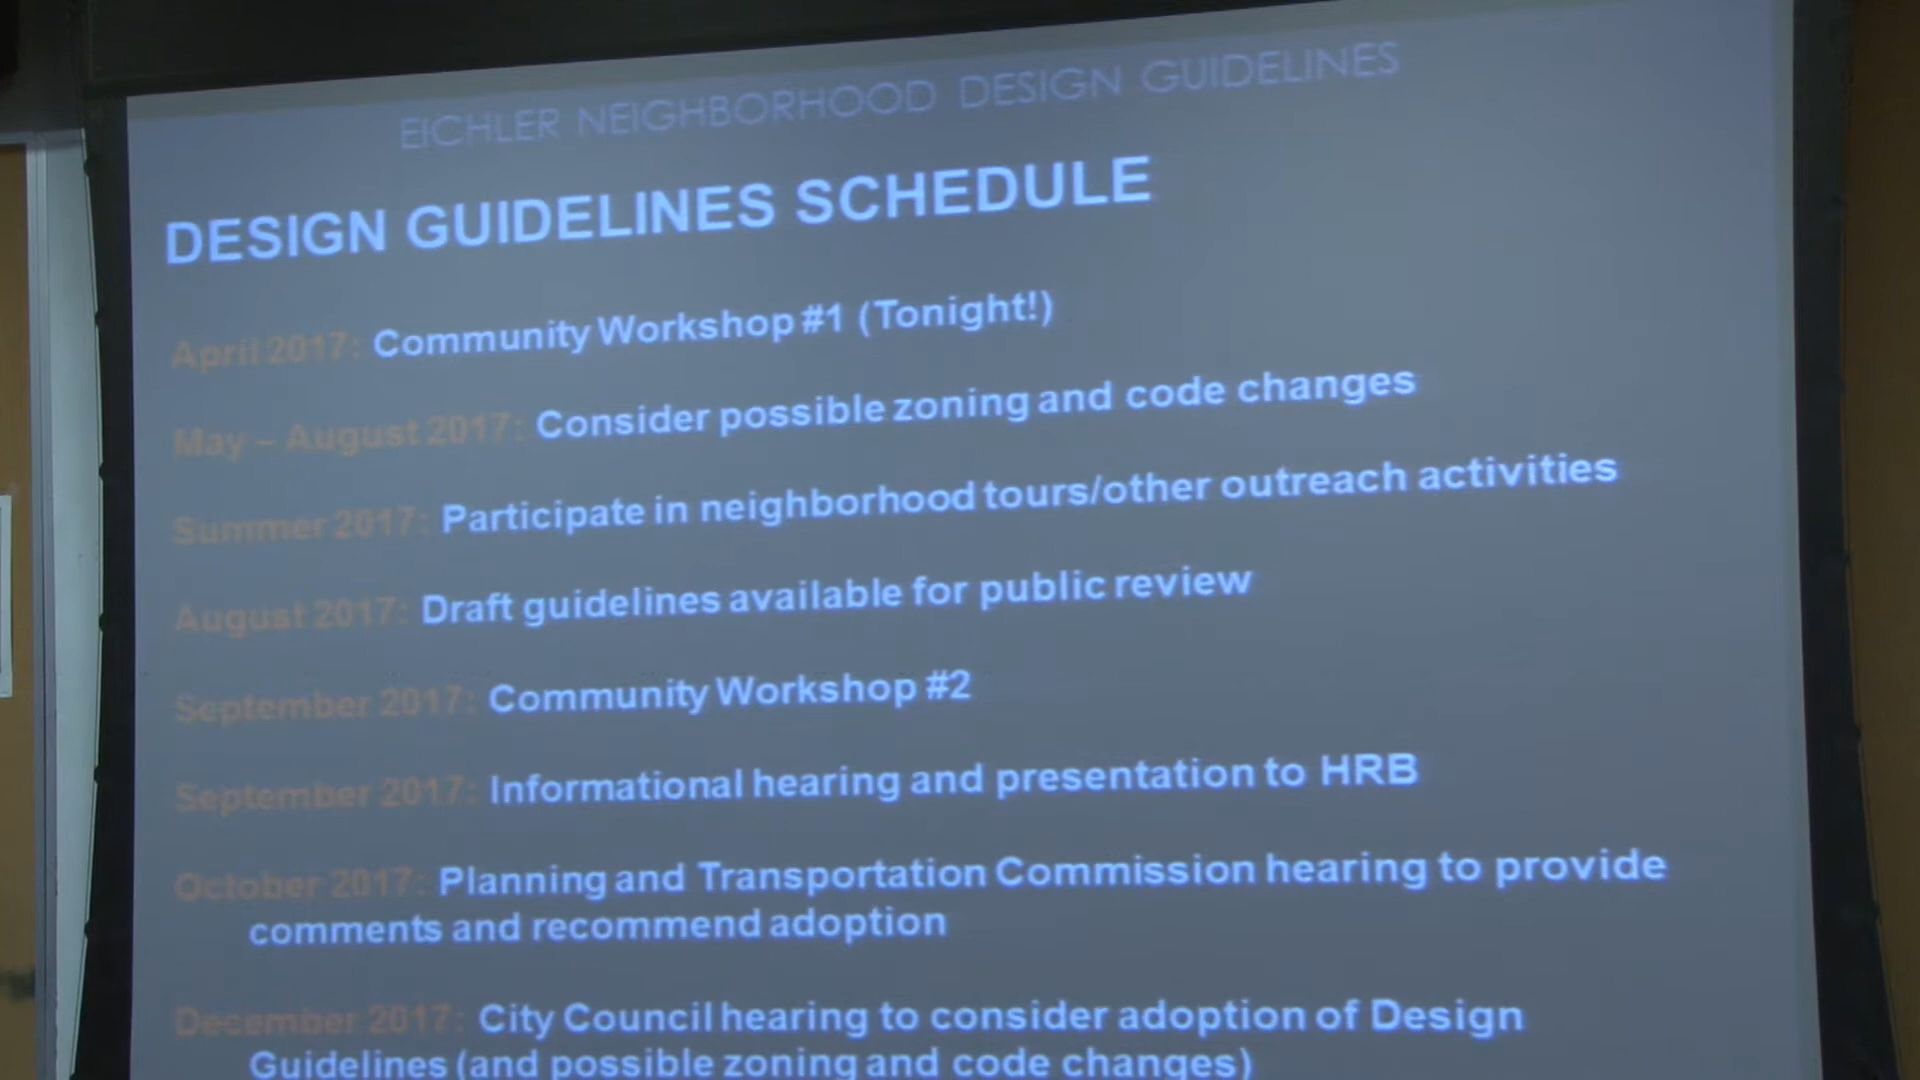 EICHLER NEIGHBORHOOD DESIGN GUIDELINES
DESIGN GUIDELINES SCHEDULE
April 2017: Community Workshop #1 (Tonight!)
May – August 2017: Consider possible zoning and code changes
Summer 2017: Participate in neighborhood tours/other outreach activities
August 2017: Draft guidelines available for public review
September 2017: Community Workshop #2
September 2017: Informational hearing and presentation to HRB
October 2017: Planning and Transportation Commission hearing to provide
comments and recommend adoption
December 2017: City Council hearing to consider adoption of Design
Guidelines (and possible zoning and code changes)